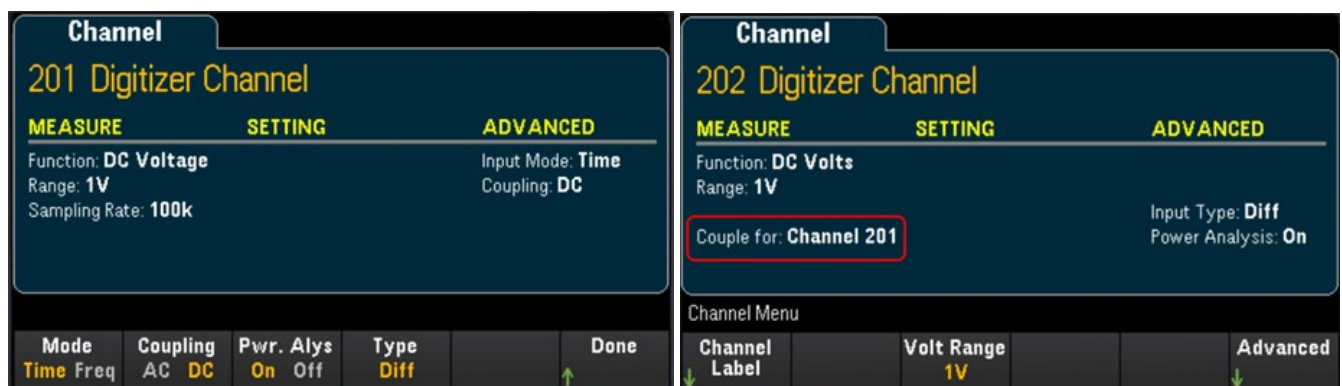 Channel
201 Digitizer Channel
MEASURE SETTING ADVANCED
Function: DC Voltage Input Mode: Time
Range: 1V Coupling: DC
Sampling Rate: 100k
Mode Coupling Pwr. Alys Type Done
Time Freq AC DC On Off Diff
Channel
202 Digitizer Channel
MEASURE SETTING ADVANCED
Function: DC Volts
Range: 1V
Input Type: Diff
Couple for: Channel 201 Power Analysis: On
Channel Menu
Channel Volt Range Advanced
Label 1V